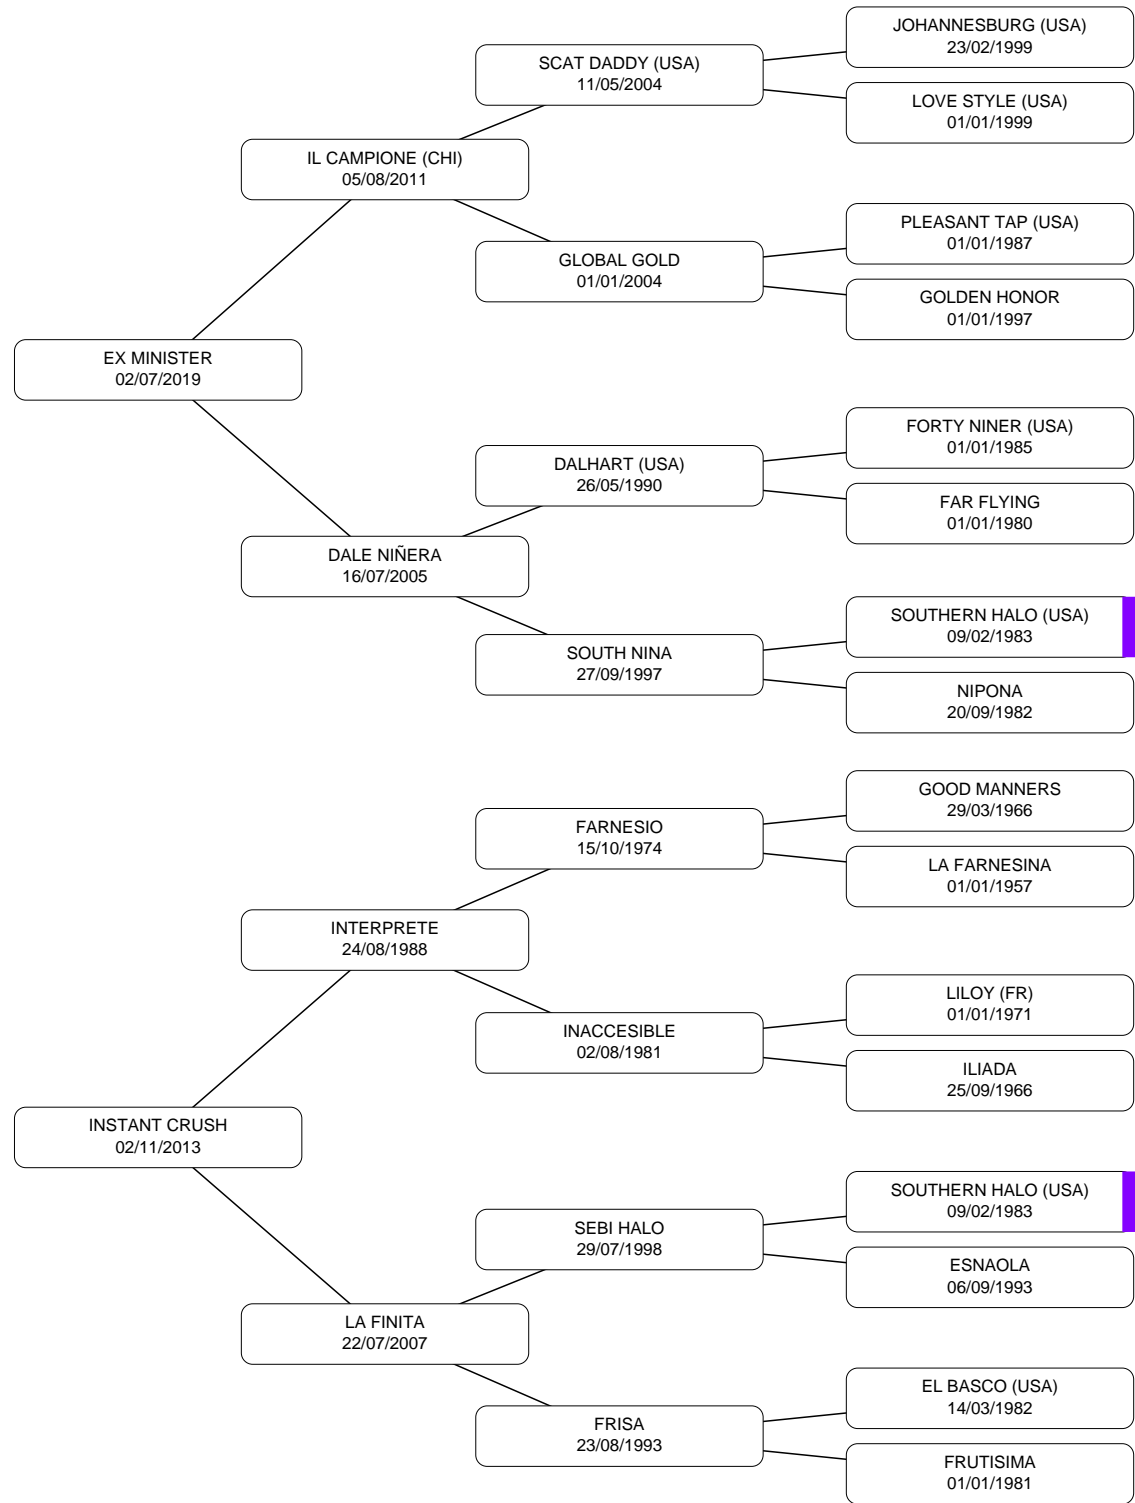 JOHANNESBURG (USA)
23/02/1999
SCAT DADDY (USA)
11/05/2004
LOVE STYLE (USA)
01/01/1999
IL CAMPIONE (CHI)
05/08/2011
PLEASANT TAP (USA)
01/01/1987
GLOBAL GOLD
01/01/2004
GOLDEN HONOR
01/01/1997
EX MINISTER
02/07/2019
FORTY NINER (USA)
01/01/1985
DALHART (USA)
26/05/1990
FAR FLYING
01/01/1980
DALE NIÑERA
16/07/2005
SOUTHERN HALO (USA)
09/02/1983
SOUTH NINA
27/09/1997
NIPONA
20/09/1982
GOOD MANNERS
29/03/1966
FARNESIO
15/10/1974
LA FARNESINA
01/01/1957
INTERPRETE
24/08/1988
LILOY (FR)
01/01/1971
INACCESIBLE
02/08/1981
ILIADA
25/09/1966
INSTANT CRUSH
02/11/2013
SOUTHERN HALO (USA)
09/02/1983
SEBI HALO
29/07/1998
ESNAOLA
06/09/1993
LA FINITA
22/07/2007
EL BASCO (USA)
14/03/1982
FRISA
23/08/1993
FRUTISIMA
01/01/1981